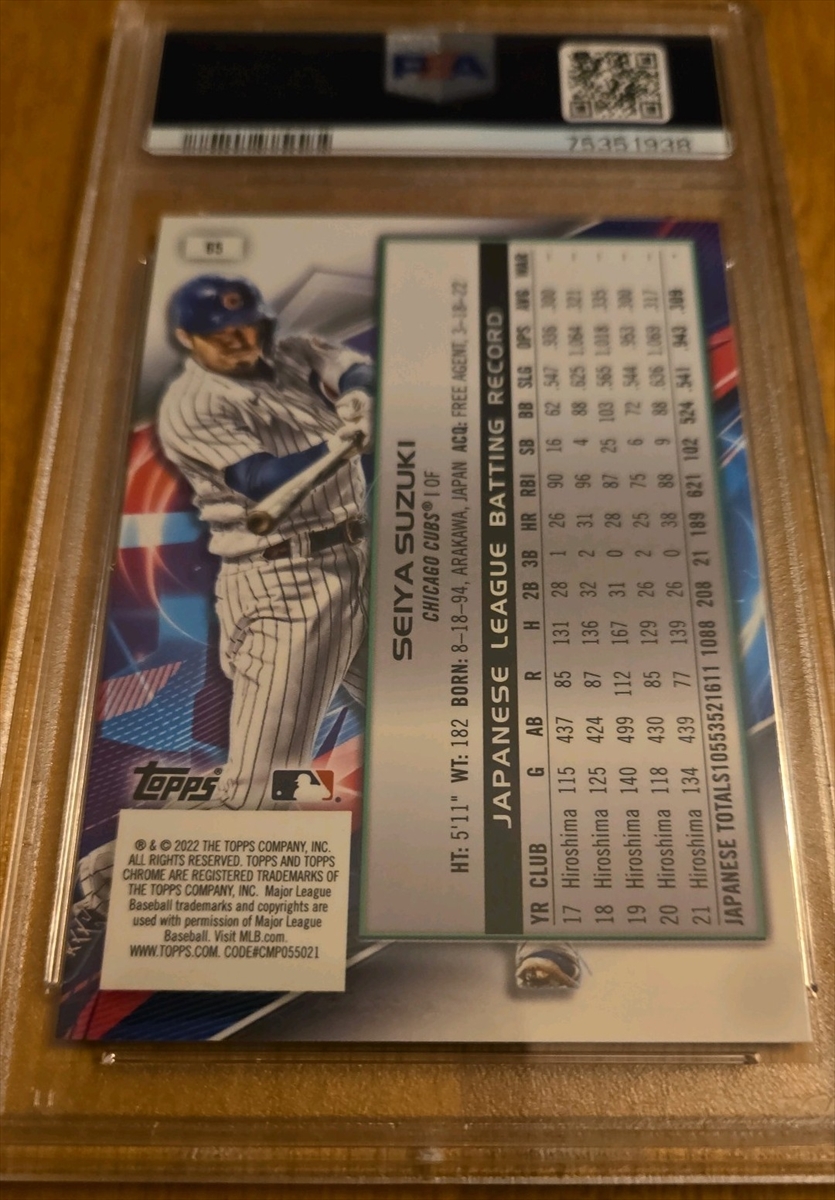 PSA
75351938
SEIYA SUZUKI
CHICAGO CUBS® | OF
HT: 5'11" WT: 182 BORN: 8-18-94, ARAKAWA, JAPAN ACQ: FREE AGENT, 3-18-22
JAPANESE LEAGUE BATTING RECORD
YR CLUB G AB R H 2B 3B HR RBI SB BB SLG OPS AVG WAR
17 Hiroshima 115 437 85 131 28 1 26 90 16 62 .547 .936 .300 -
18 Hiroshima 125 424 87 136 32 2 31 96 4 88 .625 1.064 .321 -
19 Hiroshima 140 499 112 167 31 0 28 87 25 103 .565 1.018 .335 -
20 Hiroshima 118 430 85 129 26 2 25 75 6 72 .544 .953 .300 -
21 Hiroshima 134 439 77 139 26 0 38 88 9 88 .636 1.069 .317 -
JAPANESE TOTALS10553521611 1088 208 21 189 621 102 524 .541 .943 .309 -
C
TOPPS®
® & © 2022 THE TOPPS COMPANY, INC.
ALL RIGHTS RESERVED. TOPPS AND TOPPS
CHROME ARE REGISTERED TRADEMARKS OF
THE TOPPS COMPANY, INC. Major League
Baseball trademarks and copyrights are
used with permission of Major League
Baseball. Visit MLB.com.
WWW.TOPPS.COM. CODE#CMP055021